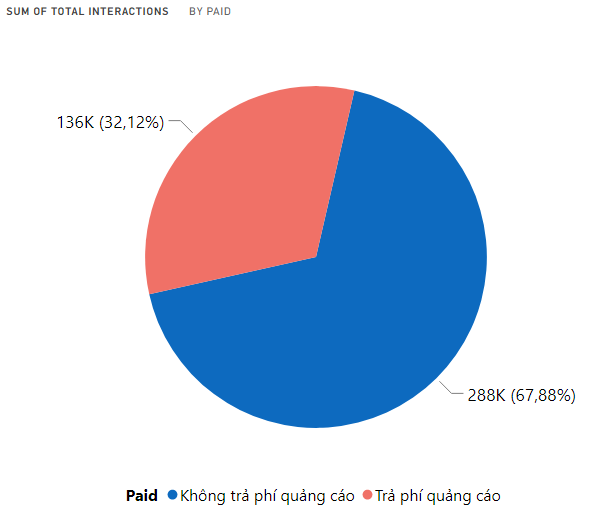 SUM OF TOTAL INTERACTIONS BY PAID
136K (32,12%)
288K (67,88%)
Paid Không trả phí quảng cáo Trả phí quảng cáo